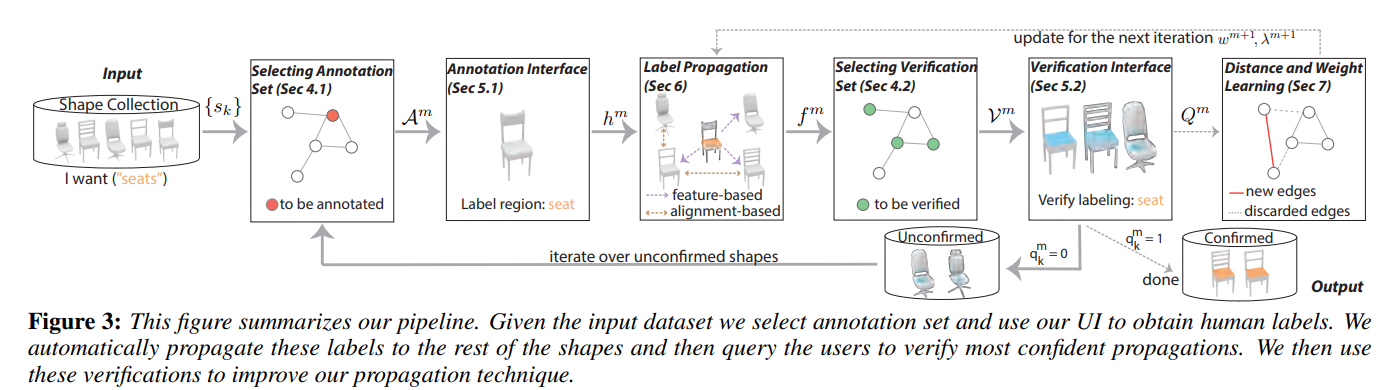 update for the next iteration w^{m+1}, λ^{m+1}
Input
Shape Collection
I want ("seats")
{s_k}
Selecting Annotation
Set (Sec 4.1)
to be annotated
𝒜^m
Annotation Interface
(Sec 5.1)
Label region: seat
h^m
Label Propagation
(Sec 6)
feature-based
alignment-based
f^m
Selecting Verification
Set (Sec 4.2)
to be verified
𝒱^m
Verification Interface
(Sec 5.2)
Verify labeling: seat
Q^m
Distance and Weight
Learning (Sec 7)
new edges
discarded edges
iterate over unconfirmed shapes
Unconfirmed
q_k^m = 0
q_k^m = 1
done
Confirmed
Output
Figure 3: This figure summarizes our pipeline. Given the input dataset we select annotation set and use our UI to obtain human labels. We
automatically propagate these labels to the rest of the shapes and then query the users to verify most confident propagations. We then use
these verifications to improve our propagation technique.